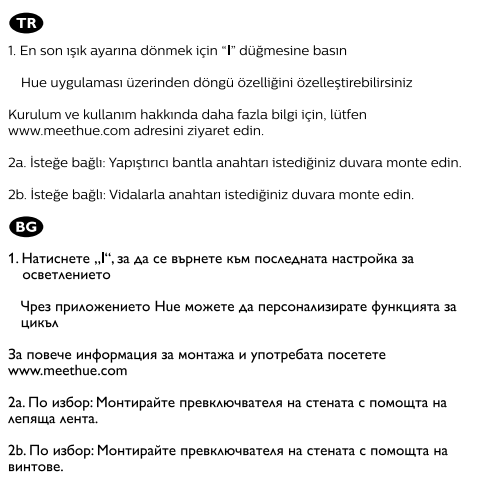 TR
1. En son ışık ayarına dönmek için “I” düğmesine basın
Hue uygulaması üzerinden döngü özelliğini özelleştirebilirsiniz
Kurulum ve kullanım hakkında daha fazla bilgi için, lütfen
www.meethue.com adresini ziyaret edin.
2a. İsteğe bağlı: Yapıştırıcı bantla anahtarı istediğiniz duvara monte edin.
2b. İsteğe bağlı: Vidalarla anahtarı istediğiniz duvara monte edin.
BG
1. Натиснете „I“, за да се върнете към последната настройка за
осветлението
Чрез приложението Hue можете да персонализирате функцията за
цикъл
За повече информация за монтажа и употребата посетете
www.meethue.com
2a. По избор: Монтирайте превключвателя на стената с помощта на
лепяща лента.
2b. По избор: Монтирайте превключвателя на стената с помощта на
винтове.